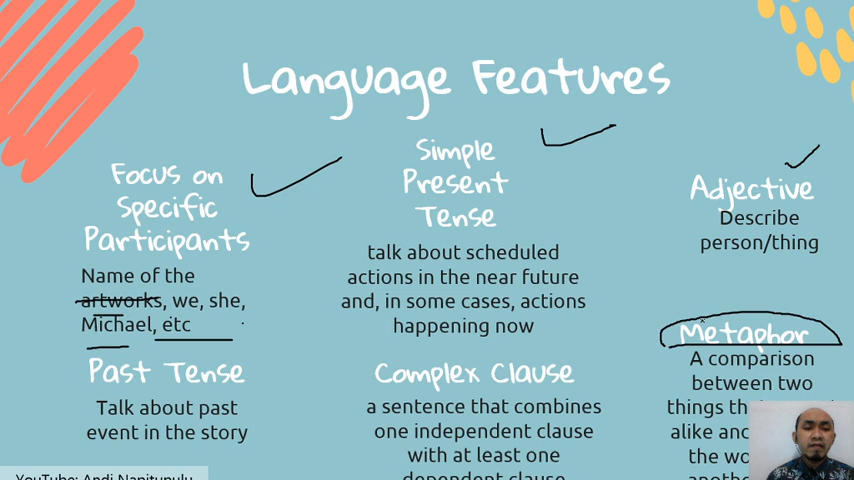 Language Features
Focus on
Specific
Participants
Name of the
artworks, we, she,
Michael, etc
Simple
Present
Tense
talk about scheduled
actions in the near future
and, in some cases, actions
happening now
Adjective
Describe
person/thing
Past Tense
Talk about past
event in the story
Complex Clause
a sentence that combines
one independent clause
with at least one
dependent clause
Metaphor
A comparison
between two
things
alike
the
YouTube: Andi Napitupulu